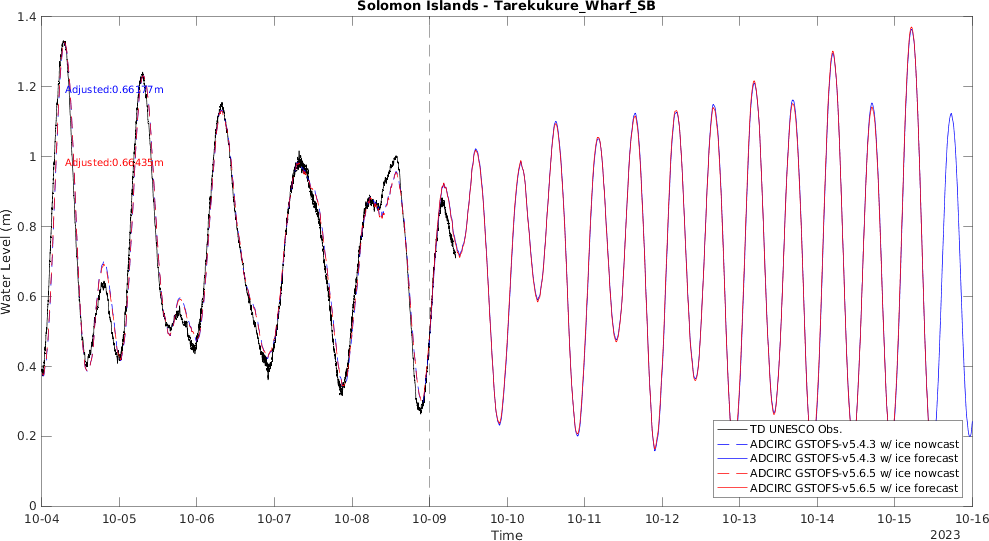 Solomon Islands - Tarekukure_Wharf_SB
1.4
1.2
1
0.8
0.6
0.4
0.2
0
Water Level (m)
Adjusted:0.66177m
Adjusted:0.66435m
TD UNESCO Obs.
ADCIRC GSTOFS-v5.4.3 w/ ice nowcast
ADCIRC GSTOFS-v5.4.3 w/ ice forecast
ADCIRC GSTOFS-v5.6.5 w/ ice nowcast
ADCIRC GSTOFS-v5.6.5 w/ ice forecast
10-04 10-05 10-06 10-07 10-08 10-09 10-10 10-11 10-12 10-13 10-14 10-15 10-16
Time
2023